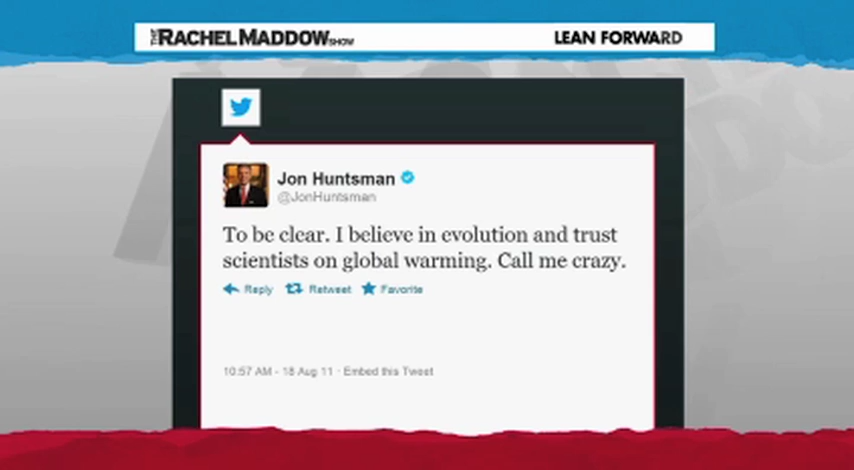 THE RACHEL MADDOW SHOW LEAN FORWARD
Jon Huntsman
@JonHuntsman
To be clear. I believe in evolution and trust
scientists on global warming. Call me crazy.
Reply Retweet Favorite
10:57 AM - 18 Aug 11 · Embed this Tweet